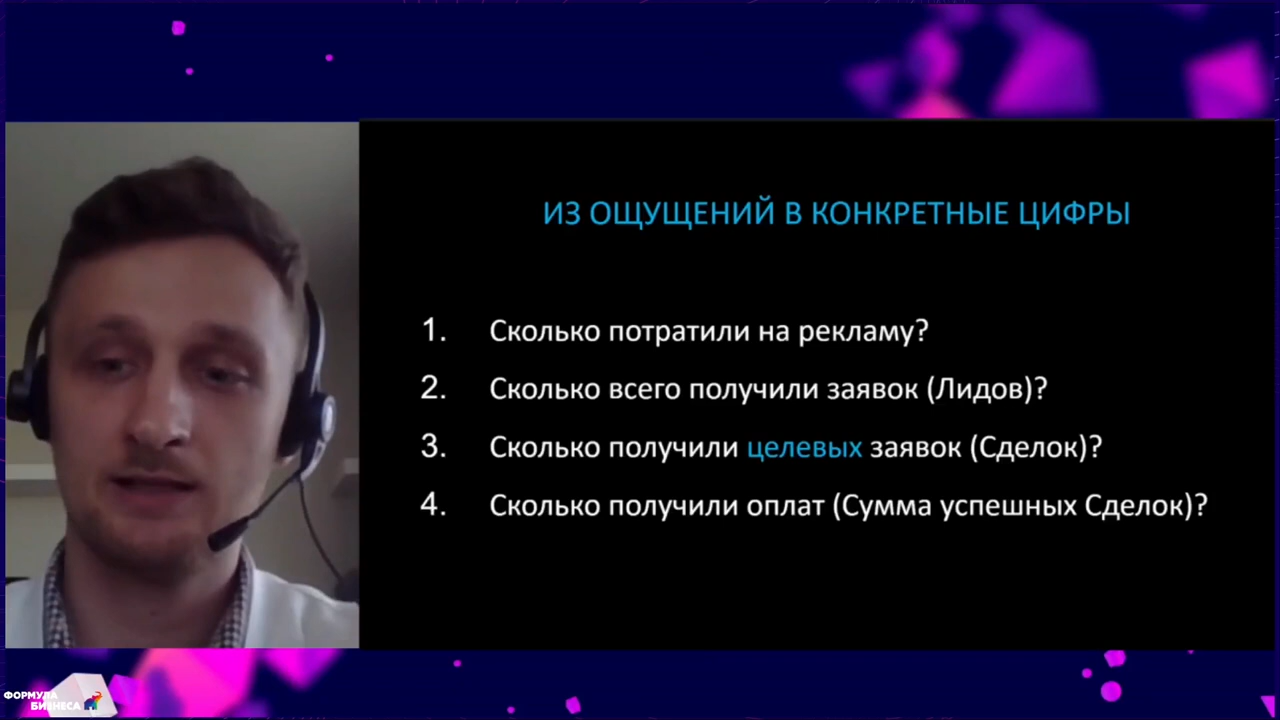 ИЗ ОЩУЩЕНИЙ В КОНКРЕТНЫЕ ЦИФРЫ
1. Сколько потратили на рекламу?
2. Сколько всего получили заявок (Лидов)?
3. Сколько получили целевых заявок (Сделок)?
4. Сколько получили оплат (Сумма успешных Сделок)?
ФОРМУЛА
БИЗНЕСА